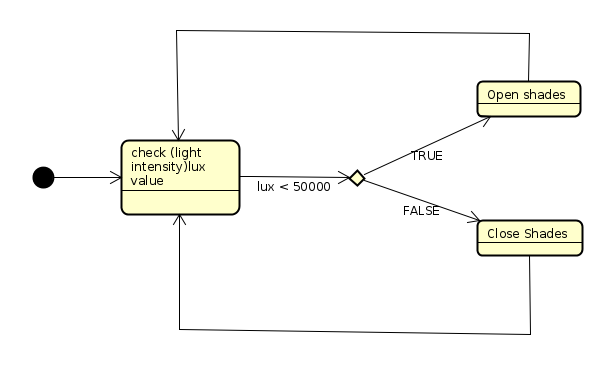 Open shades
check (light
intensity)lux
value
TRUE
lux < 50000
FALSE
Close Shades